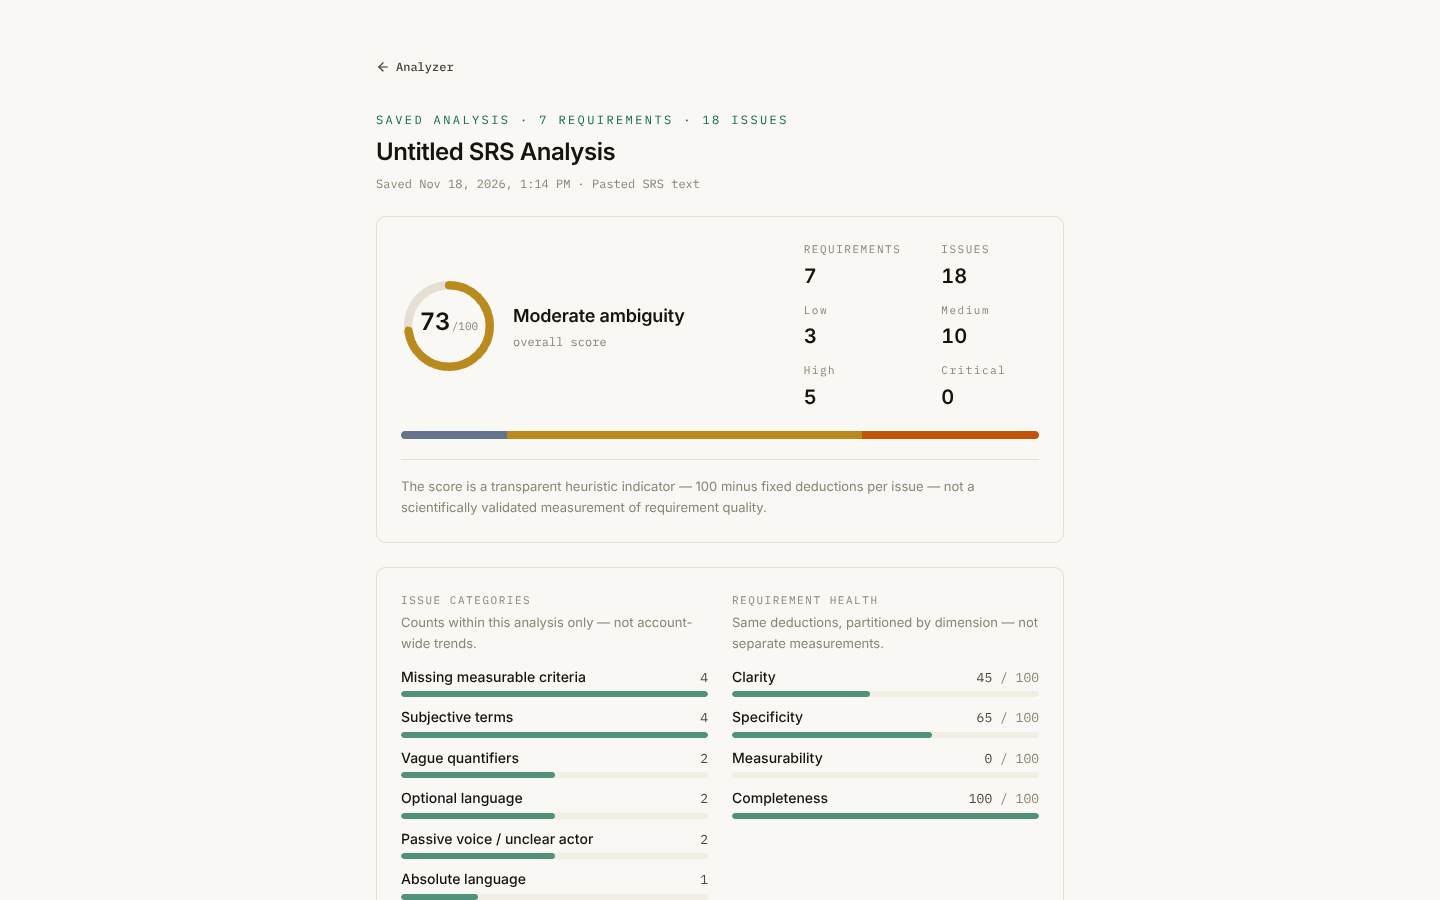 ← Analyzer
SAVED ANALYSIS · 7 REQUIREMENTS · 18 ISSUES
Untitled SRS Analysis
Saved Nov 18, 2026, 1:14 PM · Pasted SRS text
73/100
Moderate ambiguity
overall score
REQUIREMENTS ISSUES
7 18
Low Medium
3 10
High Critical
5 0
The score is a transparent heuristic indicator — 100 minus fixed deductions per issue — not a
scientifically validated measurement of requirement quality.
ISSUE CATEGORIES
Counts within this analysis only — not account-
wide trends.
Missing measurable criteria 4
Subjective terms 4
Vague quantifiers 2
Optional language 2
Passive voice / unclear actor 2
Absolute language 1
REQUIREMENT HEALTH
Same deductions, partitioned by dimension — not
separate measurements.
Clarity 45 / 100
Specificity 65 / 100
Measurability 0 / 100
Completeness 100 / 100